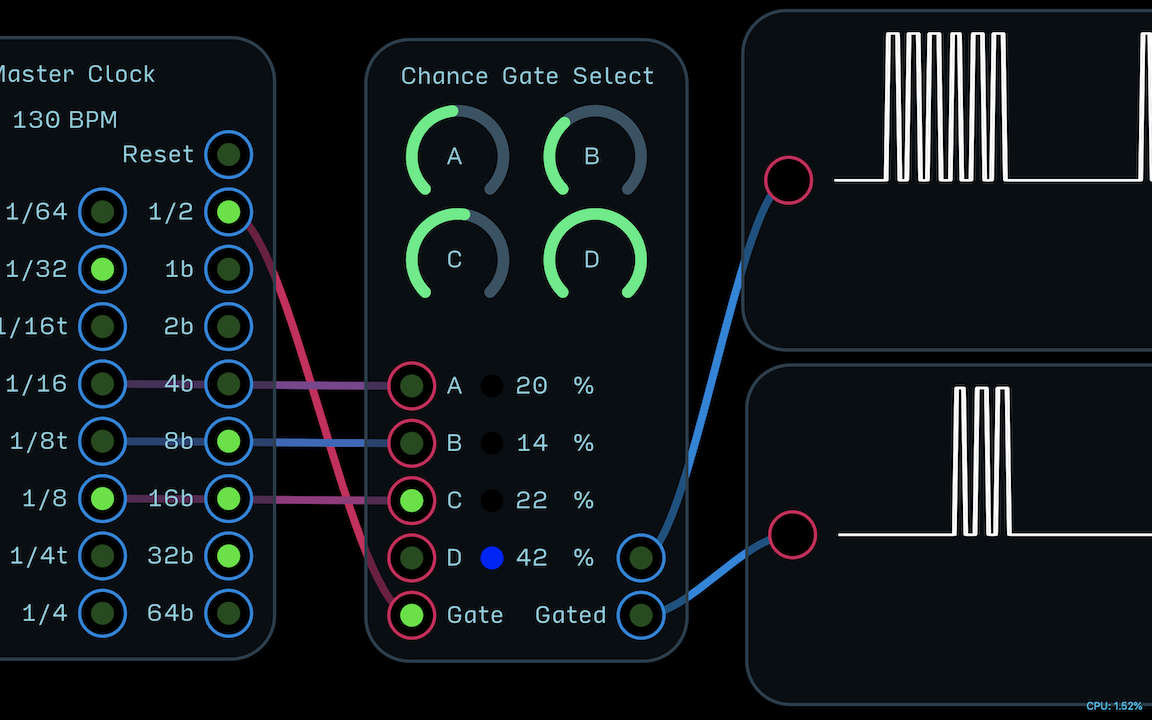 Master Clock
130 BPM
Reset
1/64
1/2
1/32
1b
1/16t
2b
1/16
4b
1/8t
8b
1/8
16b
1/4t
32b
1/4
64b
Chance Gate Select
A
B
C
D
A 20 %
B 14 %
C 22 %
D 42 %
Gate Gated
CPU: 1.52%